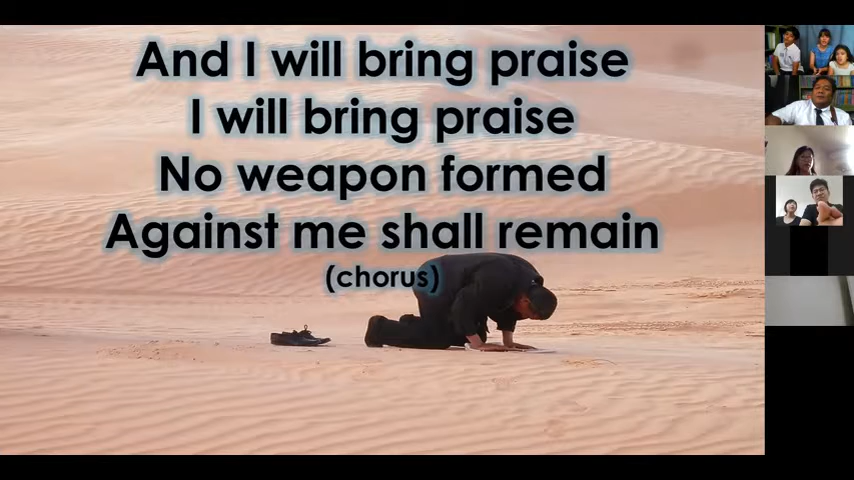 And I will bring praise
I will bring praise
No weapon formed
Against me shall remain
(chorus)